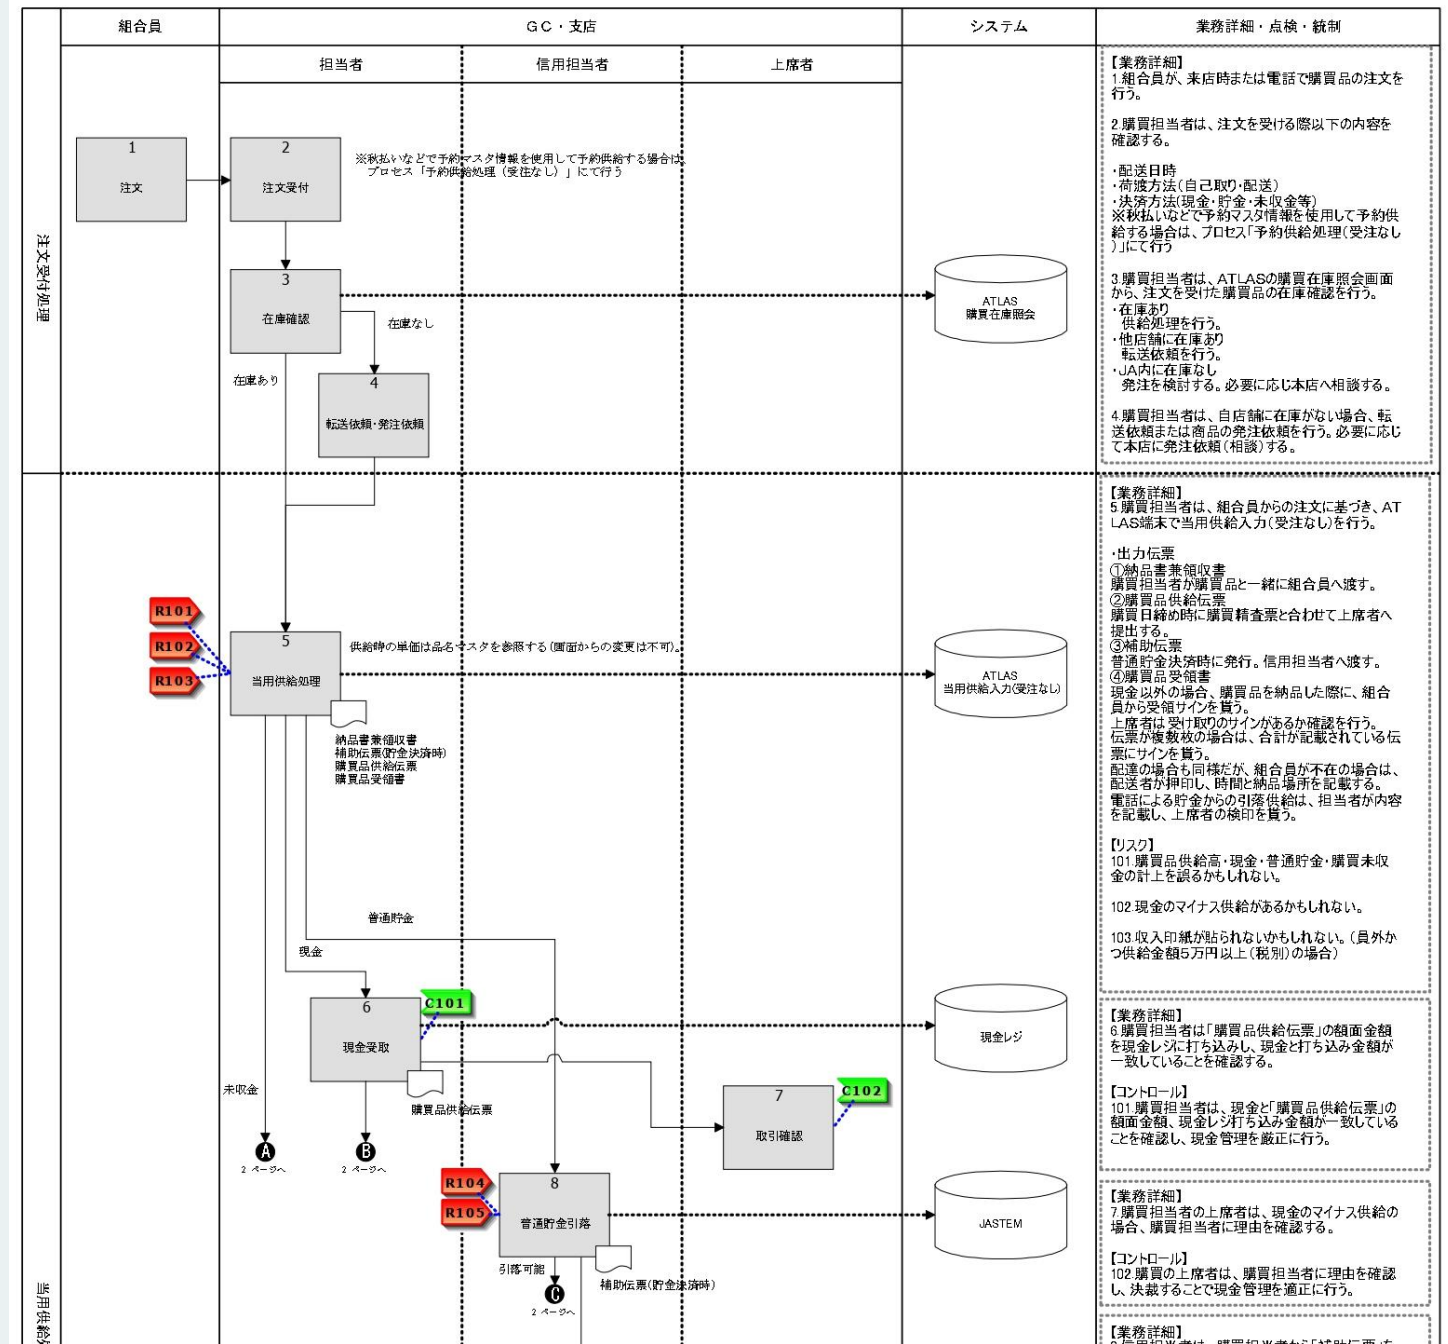 組合員
GC・支店
システム
業務詳細・点検・統制
担当者
信用担当者
上席者
注文受付処理
1
注文
2
注文受付
※秋払いなどで予約マスタ情報を使用して予約供給する場合は、
プロセス「予約供給処理（受注なし）」にて行う
3
在庫確認
在庫なし
在庫あり
4
転送依頼・発注依頼
ATLAS
購買在庫照会
【業務詳細】
1.組合員が、来店時または電話で購買品の注文を
行う。
2.購買担当者は、注文を受ける際以下の内容を
確認する。
・配送日時
・荷渡方法(自己取り・配送)
・決済方法(現金・貯金・未収金等)
※秋払いなどで予約マスタ情報を使用して予約供
給する場合は、プロセス「予約供給処理(受注なし
)」にて行う
3.購買担当者は、ATLASの購買在庫照会画面
から、注文を受けた購買品の在庫確認を行う。
・在庫あり
供給処理を行う。
・他店舗に在庫あり
転送依頼を行う。
・JA内に在庫なし
発注を検討する。必要に応じ本店へ相談する。
4.購買担当者は、自店舗に在庫がない場合、転
送依頼または商品の発注依頼を行う。必要に応じ
て本店に発注依頼(相談)する。
R101
R102
R103
5
当用供給処理
供給時の単価は品名マスタを参照する(画面からの変更は不可)。
納品書兼領収書
補助伝票(貯金決済時)
購買品供給伝票
購買品受領書
ATLAS
当用供給入力(受注なし)
【業務詳細】
5.購買担当者は、組合員からの注文に基づき、AT
LAS端末で当用供給入力(受注なし)を行う。
・出力伝票
①納品書兼領収書
購買担当者が購買品と一緒に組合員へ渡す。
②購買品供給伝票
購買日締め時に購買精査票と合わせて上席者へ
提出する。
③補助伝票
普通貯金決済時に発行。信用担当者へ渡す。
④購買品受領書
現金以外の場合、購買品を納品した際に、組合
員から受領サインを貰う。
上席者は受け取りのサインがあるか確認を行う。
伝票が複数枚の場合は、合計が記載されている伝
票にサインを貰う。
配達の場合も同様だが、組合員が不在の場合は、
配送者が押印し、時間と納品場所を記載する。
電話による貯金からの引落供給は、担当者が内容
を記載し、上席者の検印を貰う。
【リスク】
101.購買品供給高・現金・普通貯金・購買未収
金の計上を誤るかもしれない。
102.現金のマイナス供給があるかもしれない。
103.収入印紙が貼られないかもしれない。(員外か
つ供給金額5万円以上(税別)の場合)
普通貯金
現金
未収金
6
現金受取
C101
購買品供給伝票
現金レジ
【業務詳細】
6.購買担当者は「購買品供給伝票」の額面金額
を現金レジに打ち込みし、現金と打ち込み金額が
一致していることを確認する。
【コントロール】
101.購買担当者は、現金と「購買品供給伝票」の
額面金額、現金レジ打ち込み金額が一致している
ことを確認し、現金管理を厳正に行う。
7
取引確認
C102
A
2 ページへ
B
2 ページへ
R104
R105
8
普通貯金引落
引落可能
補助伝票(貯金決済時)
C
2 ページへ
JASTEM
【業務詳細】
7.購買担当者の上席者は、現金のマイナス供給の
場合、購買担当者に理由を確認する。
【コントロール】
102.購買の上席者は、購買担当者に理由を確認
し、決裁することで現金管理を適正に行う。
当用供給処
【業務詳細】